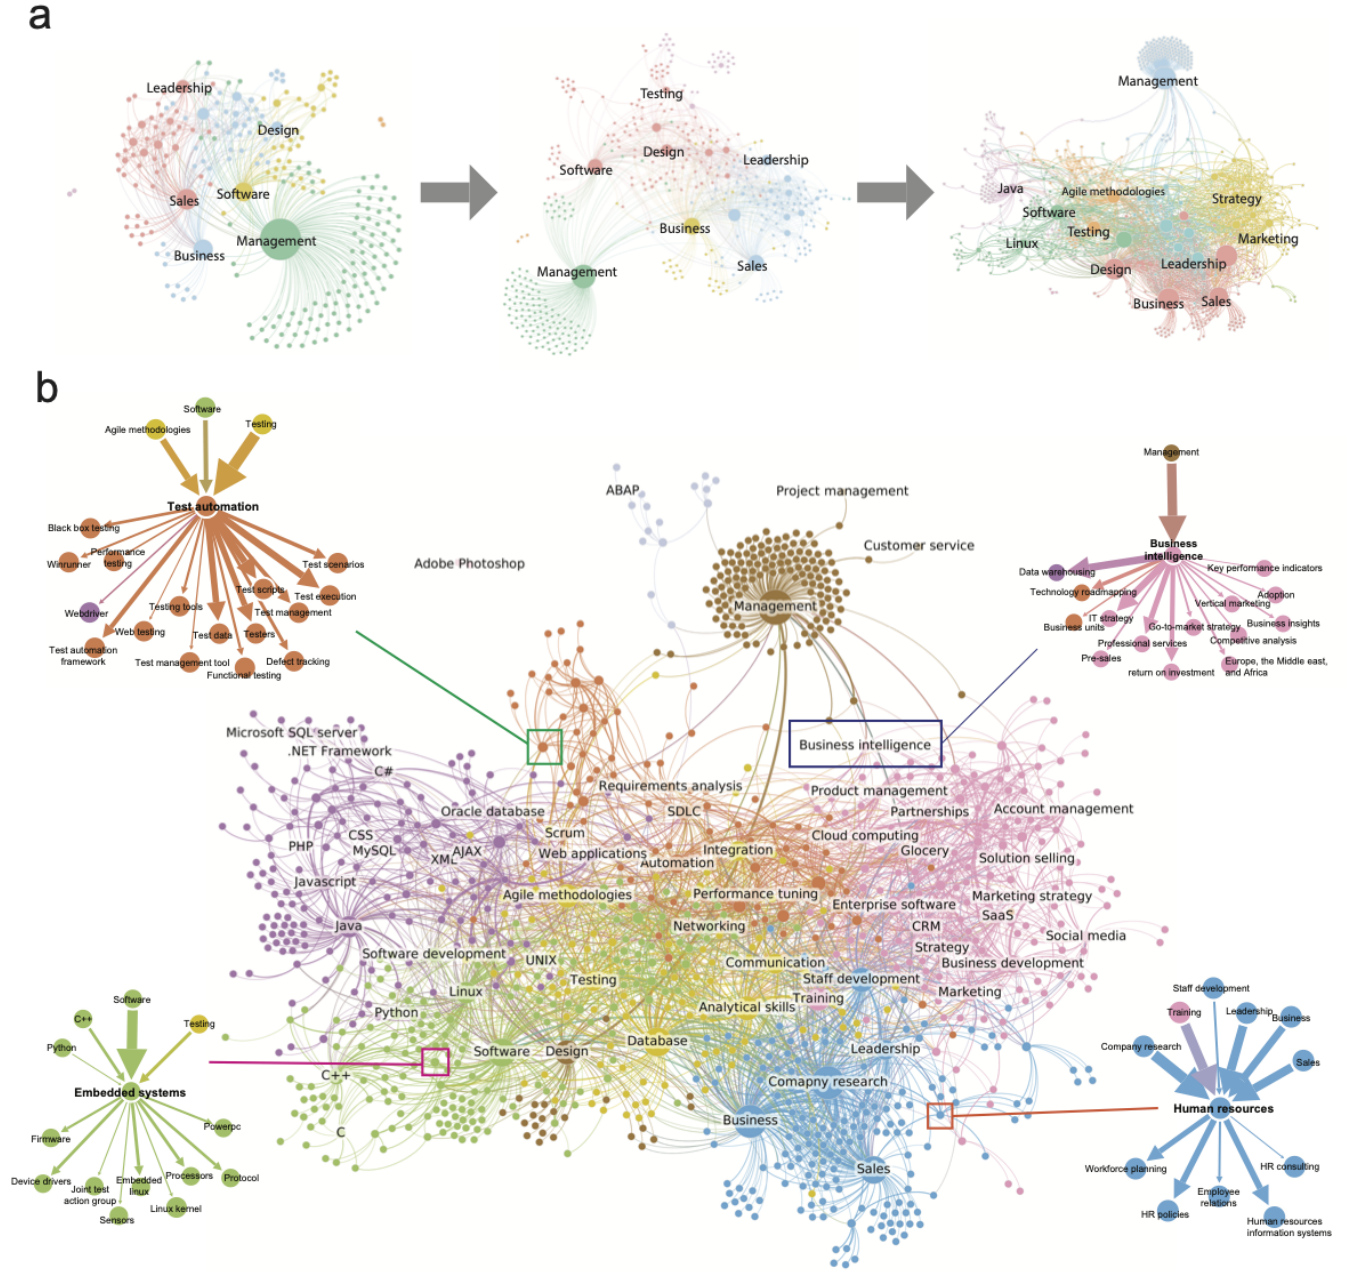 a
Leadership
Design
Sales
Software
Management
Business
Testing
Design
Software
Leadership
Business
Sales
Management
Management
Java
Agile methodologies
Strategy
Software
Testing
Linux
Marketing
Design
Leadership
Business
Sales
b
Software
Agile methodologies
Testing
Test automation
Black box testing
Winrunner
Performance
testing
Test scenarios
Test scripts
Test execution
Webdriver
Testing tools
Test management
Web testing
Test data
Testers
Test automation
framework
Test management tool
Defect tracking
Functional testing
ABAP
Project management
Customer service
Adobe Photoshop
Management
Management
Business
intelligence
Data warehousing
Key performance indicators
Technology roadmapping
Adoption
Vertical marketing
IT strategy
Business units
Go-to-market strategy
Business insights
Professional services
Competitive analysis
Pre-sales
Europe, the Middle east,
and Africa
return on investment
Microsoft SQL server
.NET Framework
C#
Business intelligence
Requirements analysis
Product management
Oracle database
SDLC
Partnerships
Account management
CSS
Scrum
Cloud computing
PHP
MySQL
XML
AJAX
Web applications
Automation
Integration
Glocery
Solution selling
Javascript
Agile methodologies
Performance tuning
Enterprise software
Marketing strategy
SaaS
Java
Networking
CRM
Social media
Software development
UNIX
Communication
Strategy
Business development
Testing
Staff development
Linux
Analytical skills
Training
Marketing
Python
Software
Design
Database
Leadership
C++
Comapny research
Business
C
Sales
Software
C++
Testing
Python
Embedded systems
Firmware
Powerpc
Device drivers
Joint test
action group
Embedded
linux
Processors
Protocol
Sensors
Linux kernel
Staff development
Training
Leadership
Business
Company research
Sales
Human resources
Workforce planning
HR consulting
Employee
relations
HR policies
Human resources
information systems